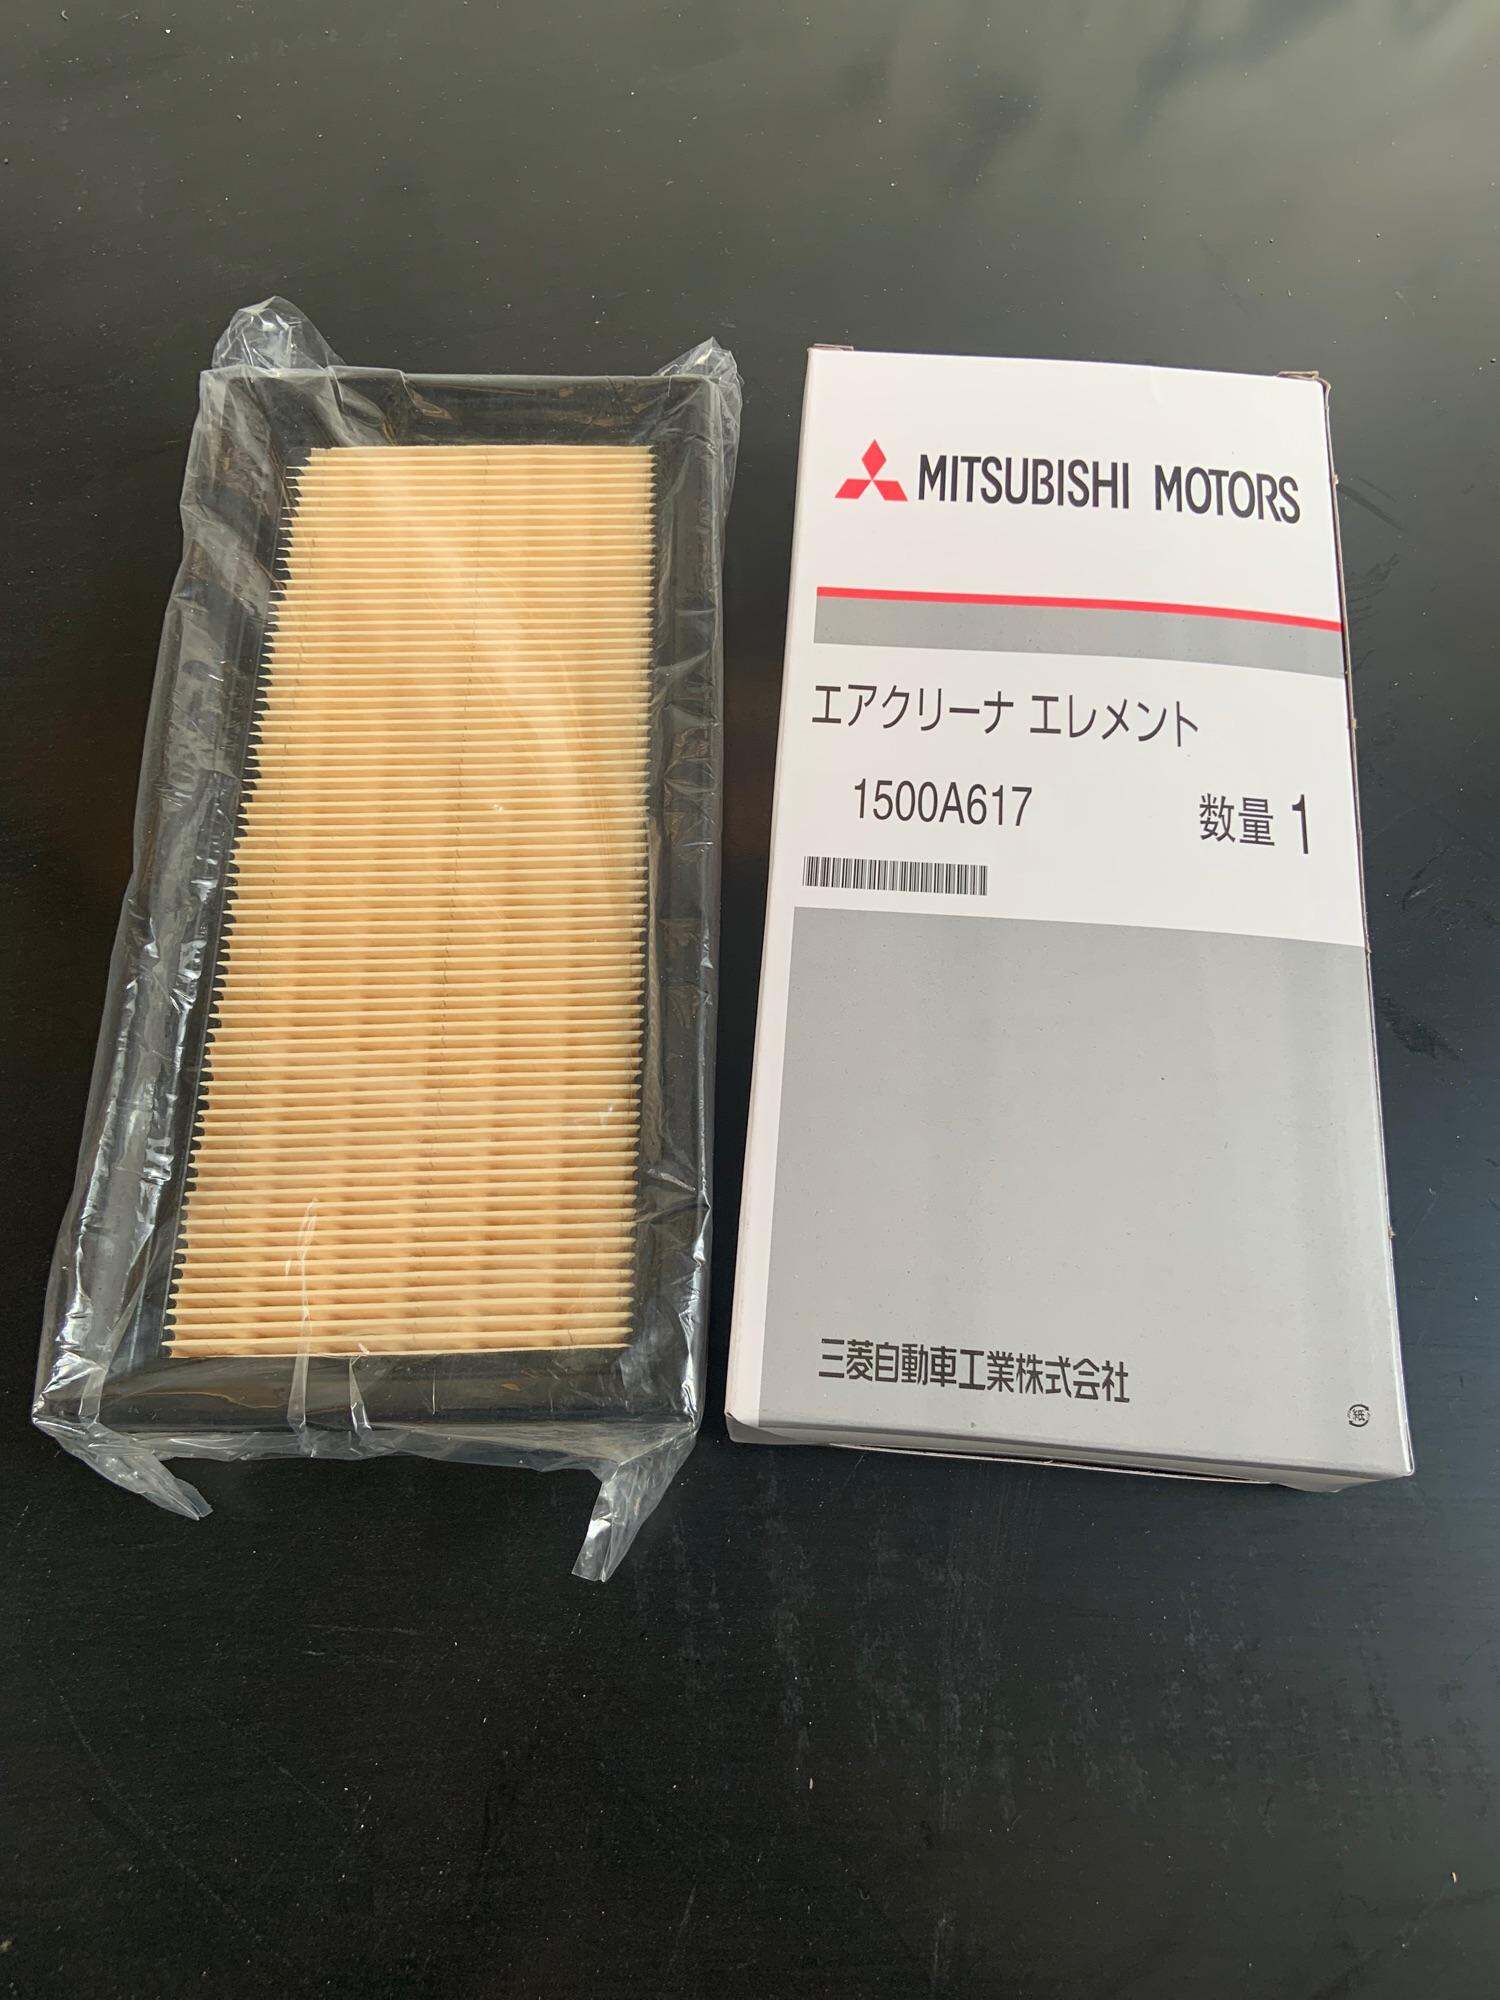 MITSUBISHI MOTORS
エアクリーナ エレメント
1500A617
数量 1
三菱自動車工業株式会社
紙